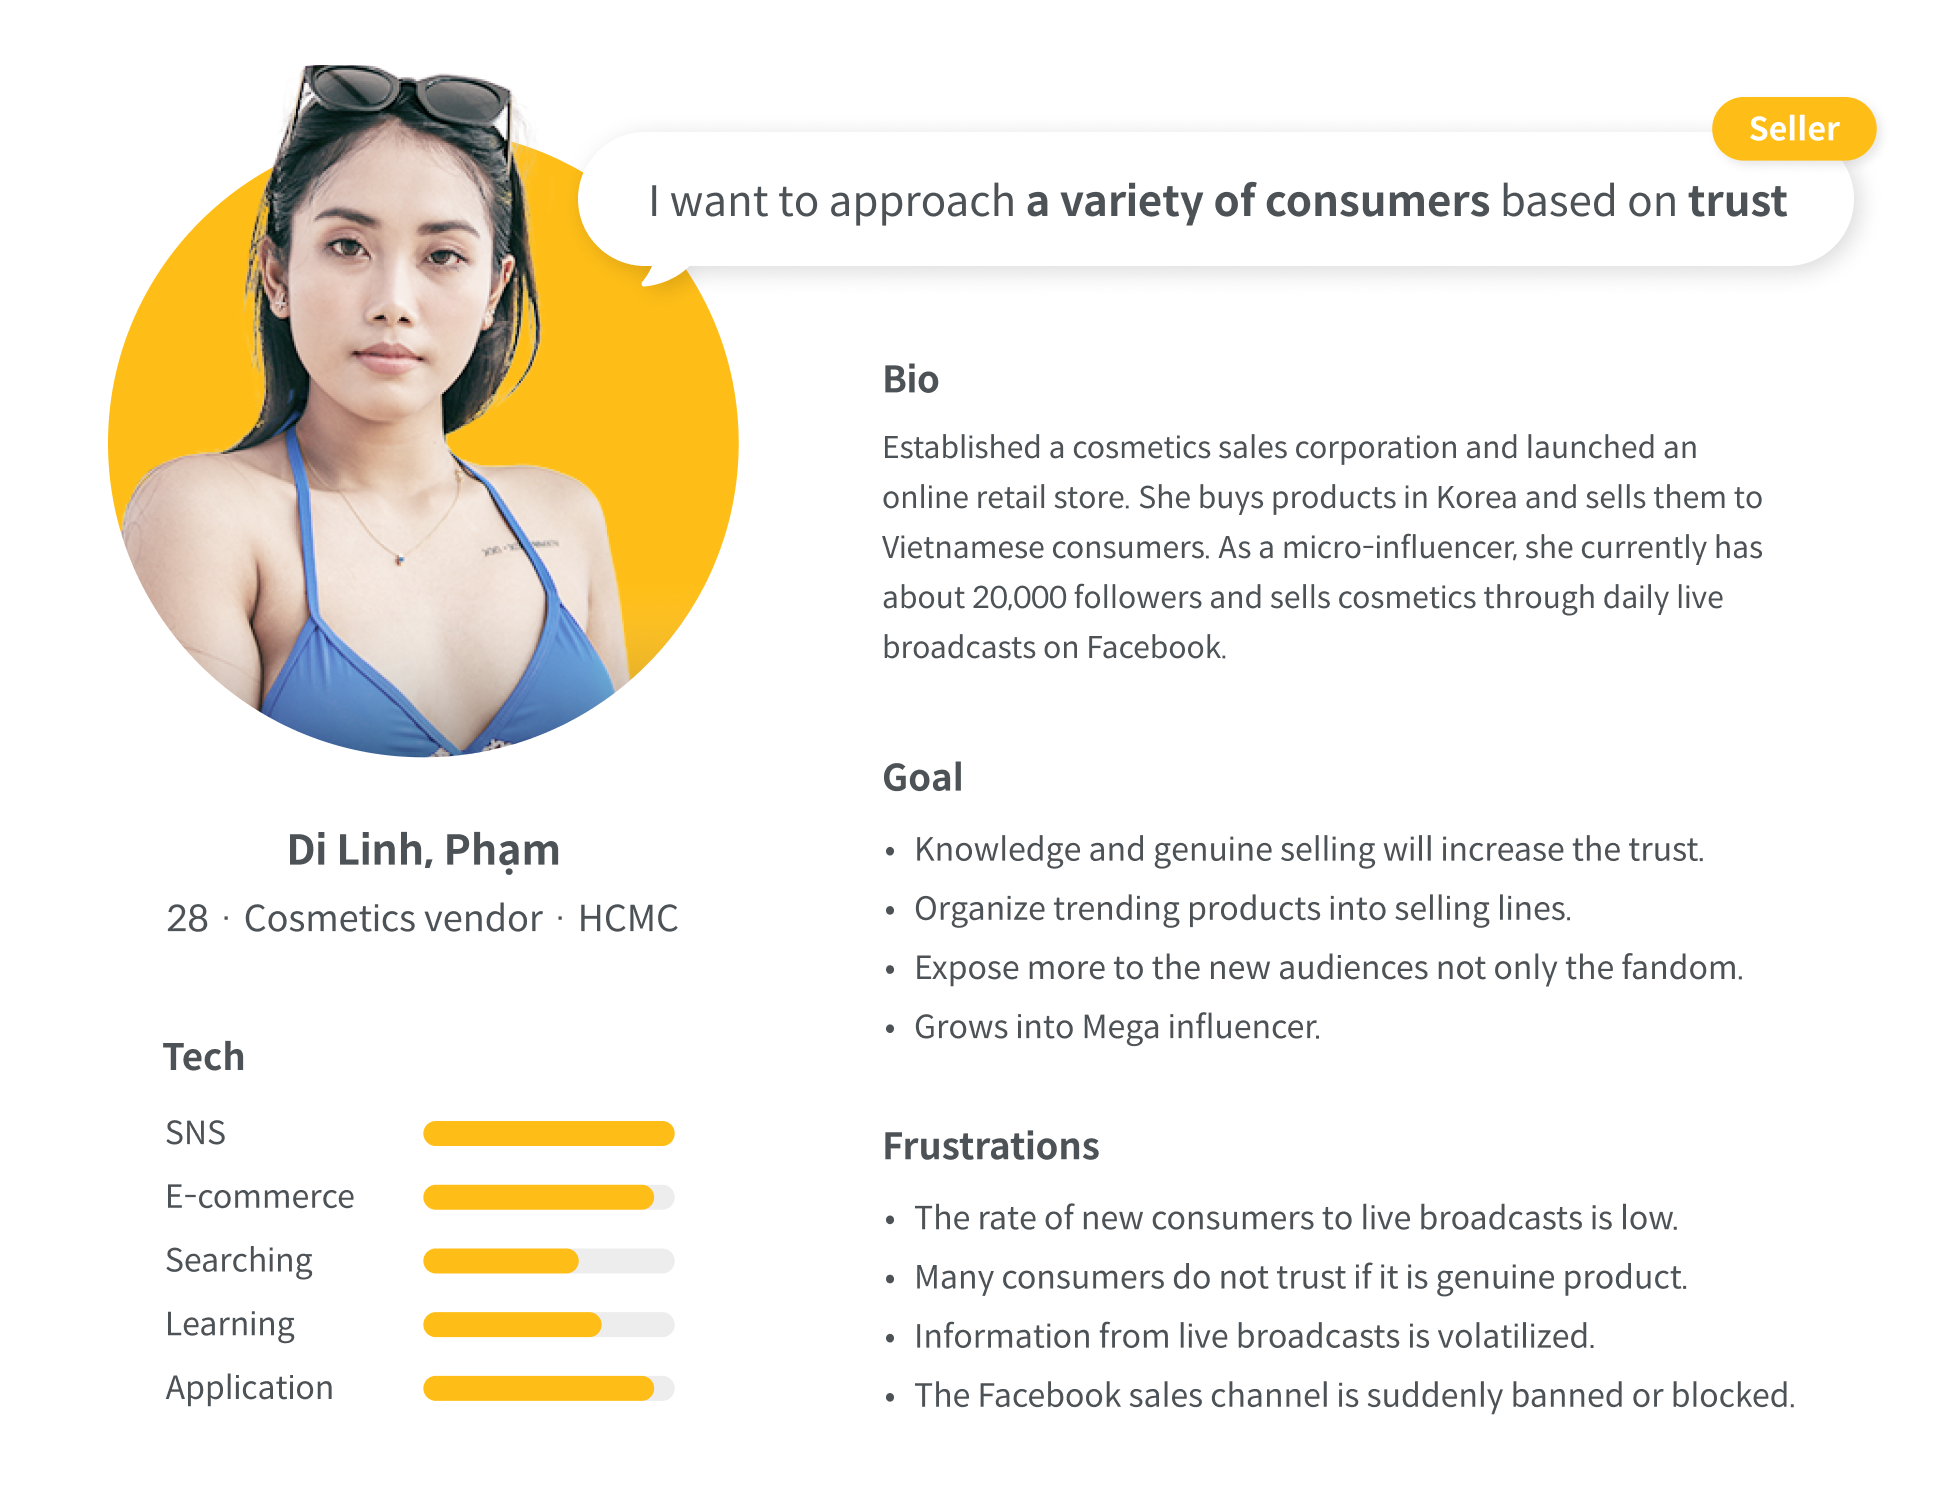 Seller
I want to approach a variety of consumers based on trust
Di Linh, Phạm
28 · Cosmetics vendor · HCMC
Tech
SNS
E-commerce
Searching
Learning
Application
Bio
Established a cosmetics sales corporation and launched an
online retail store. She buys products in Korea and sells them to
Vietnamese consumers. As a micro-influencer, she currently has
about 20,000 followers and sells cosmetics through daily live
broadcasts on Facebook.
Goal
• Knowledge and genuine selling will increase the trust.
• Organize trending products into selling lines.
• Expose more to the new audiences not only the fandom.
• Grows into Mega influencer.
Frustrations
• The rate of new consumers to live broadcasts is low.
• Many consumers do not trust if it is genuine product.
• Information from live broadcasts is volatilized.
• The Facebook sales channel is suddenly banned or blocked.